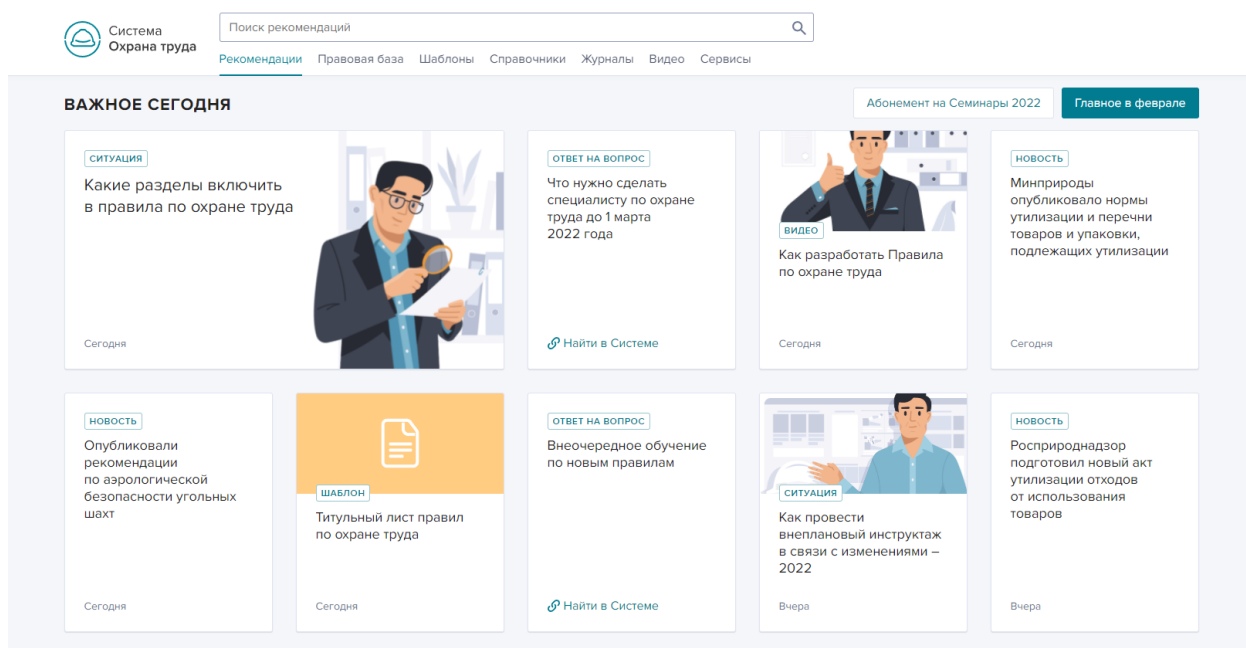 Система
Охрана труда
Поиск рекомендаций
Рекомендации Правовая база Шаблоны Справочники Журналы Видео Сервисы
ВАЖНОЕ СЕГОДНЯ
Абонемент на Семинары 2022
Главное в феврале
СИТУАЦИЯ
Какие разделы включить
в правила по охране труда
Сегодня
ОТВЕТ НА ВОПРОС
Что нужно сделать
специалисту по охране
труда до 1 марта
2022 года
Найти в Системе
ВИДЕО
Как разработать Правила
по охране труда
Сегодня
НОВОСТЬ
Минприроды
опубликовало нормы
утилизации и перечни
товаров и упаковки,
подлежащих утилизации
Сегодня
НОВОСТЬ
Опубликовали
рекомендации
по аэрологической
безопасности угольных
шахт
Сегодня
ШАБЛОН
Титульный лист правил
по охране труда
Сегодня
ОТВЕТ НА ВОПРОС
Внеочередное обучение
по новым правилам
Найти в Системе
СИТУАЦИЯ
Как провести
внеплановый инструктаж
в связи с изменениями –
2022
Вчера
НОВОСТЬ
Росприроднадзор
подготовил новый акт
утилизации отходов
от использования
товаров
Вчера